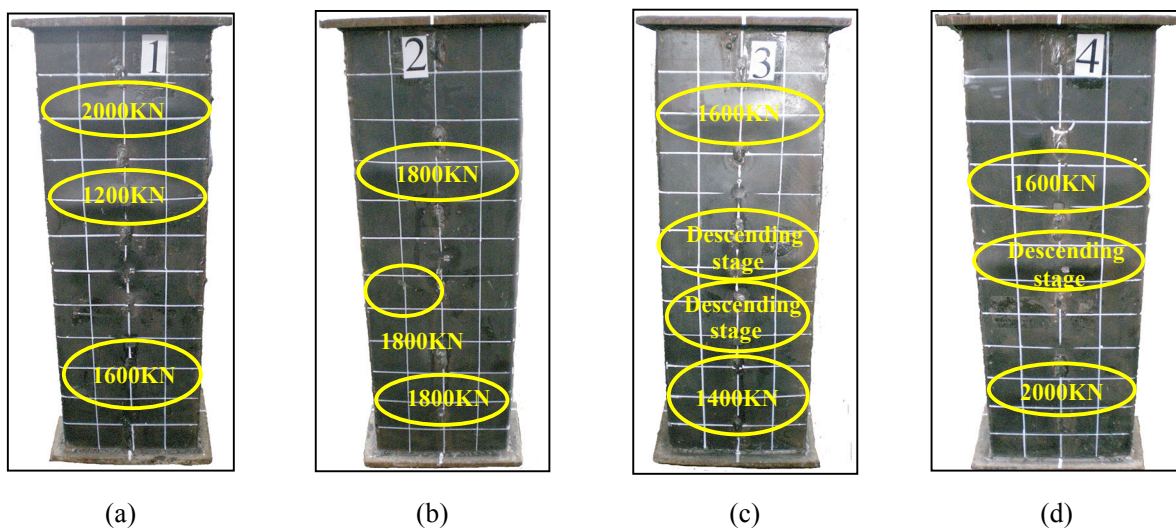 1
2000KN
1200KN
1600KN
(a)
2
1800KN
1800KN
1800KN
(b)
3
1600KN
Descending
stage
Descending
stage
1400KN
(c)
4
1600KN
Descending
stage
2000KN
(d)